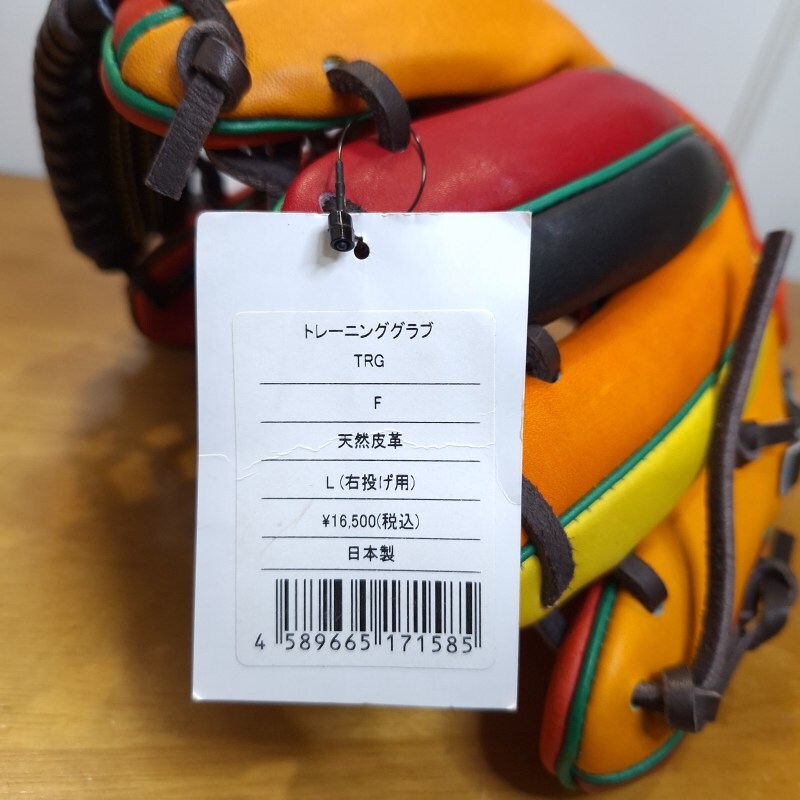 トレーニンググラブ
TRG
F
天然皮革
L(右投げ用)
¥16,500(税込)
日本製
4 589665 171585